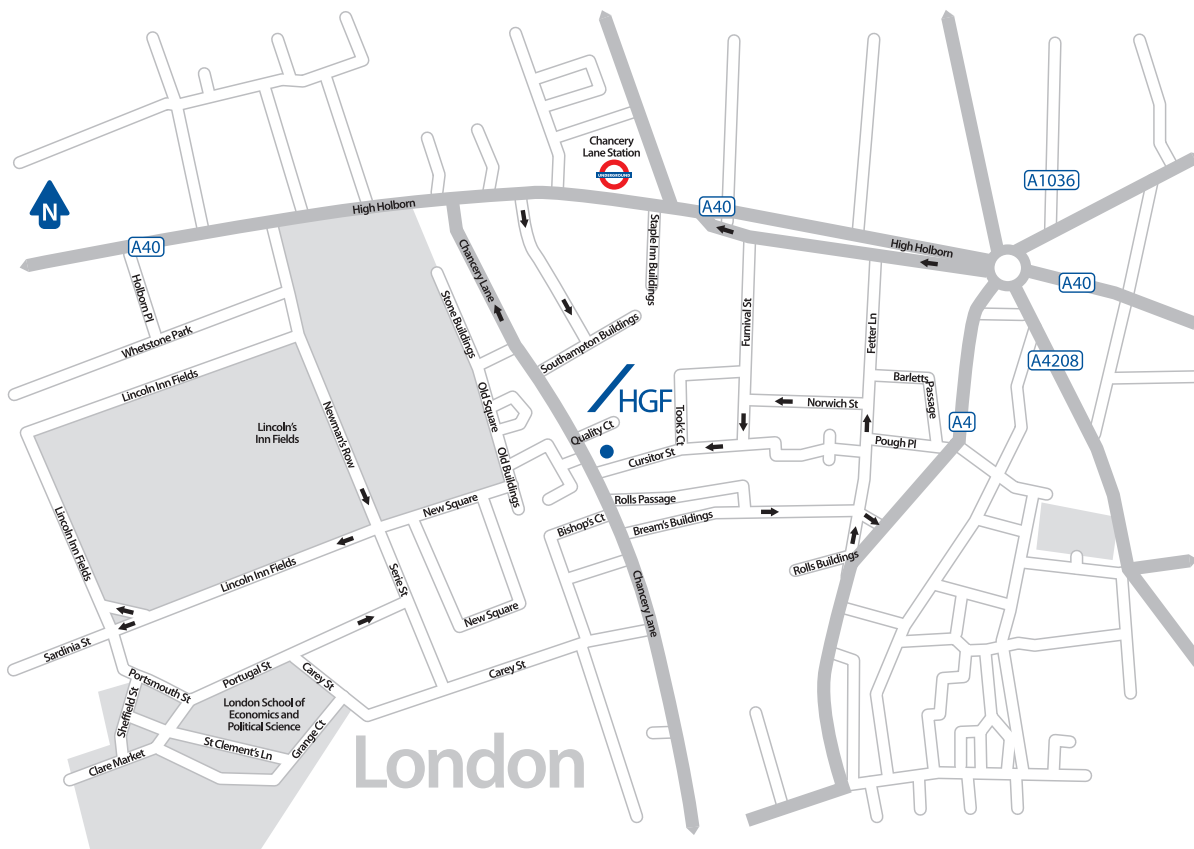 Chancery
Lane Station
UNDERGROUND
A1036
N
High Holborn
A40
A40
High Holborn
A40
Holborn Pl
Chancery Lane
Staple Inn Buildings
Stone Buildings
Furnival St
Fetter Ln
Whetstone Park
Southampton Buildings
A4208
Lincoln Inn Fields
HGF
Barletts
Passage
Norwich St
Old Square
Took's Ct
A4
Lincoln's
Inn Fields
Newman's Row
Quality Ct
Pough Pl
Cursitor St
Old Buildings
New Square
Rolls Passage
Bishop's Ct
Bream's Buildings
Lincoln Inn Fields
Lincoln Inn Fields
Serle St
Rolls Buildings
New Square
Chancery Lane
Sardinia St
Portsmouth St
Portugal St
Carey St
Carey St
Sheffield St
London School of
Economics and
Political Science
St Clement's Ln
Grange Ct
Clare Market
London